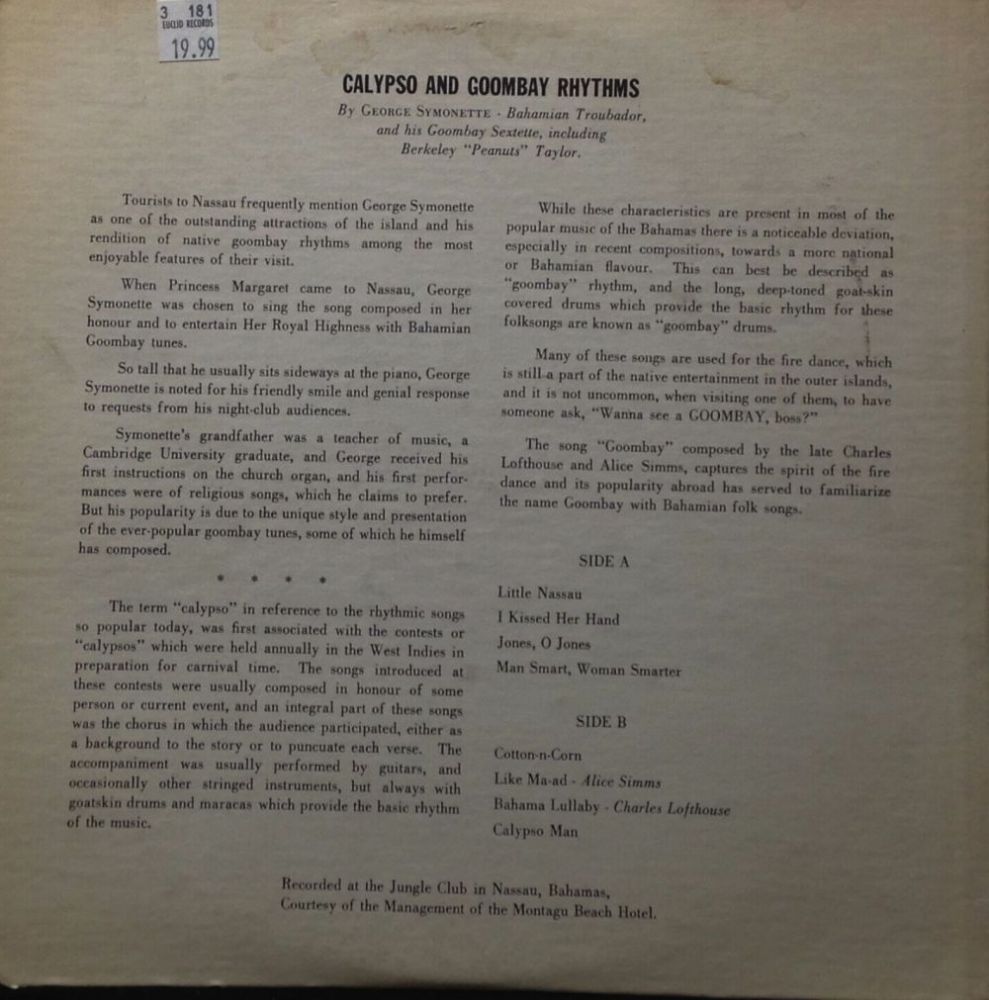 3 181
EUCLID RECORDS
19.99
CALYPSO AND GOOMBAY RHYTHMS
By GEORGE SYMONETTE - Bahamian Troubador,
and his Goombay Sextette, including
Berkeley "Peanuts" Taylor.
Tourists to Nassau frequently mention George Symonette
as one of the outstanding attractions of the island and his
rendition of native goombay rhythms among the most
enjoyable features of their visit.
When Princess Margaret came to Nassau, George
Symonette was chosen to sing the song composed in her
honour and to entertain Her Royal Highness with Bahamian
Goombay tunes.
So tall that he usually sits sideways at the piano, George
Symonette is noted for his friendly smile and genial response
to requests from his night-club audiences.
Symonette's grandfather was a teacher of music, a
Cambridge University graduate, and George received his
first instructions on the church organ, and his first perfor-
mances were of religious songs, which he claims to prefer.
But his popularity is due to the unique style and presentation
of the ever-popular goombay tunes, some of which he himself
has composed.
* * * *
The term "calypso" in reference to the rhythmic songs
so popular today, was first associated with the contests or
"calypsos" which were held annually in the West Indies in
preparation for carnival time. The songs introduced at
these contests were usually composed in honour of some
person or current event, and an integral part of these songs
was the chorus in which the audience participated, either as
a background to the story or to puncuate each verse. The
accompaniment was usually performed by guitars, and
occasionally other stringed instruments, but always with
goatskin drums and maracas which provide the basic rhythm
of the music.
While these characteristics are present in most of the
popular music of the Bahamas there is a noticeable deviation,
especially in recent compositions, towards a more national
or Bahamian flavour. This can best be described as
"goombay" rhythm, and the long, deep-toned goat-skin
covered drums which provide the basic rhythm for these
folksongs are known as "goombay" drums.
Many of these songs are used for the fire dance, which
is still a part of the native entertainment in the outer islands,
and it is not uncommon, when visiting one of them, to have
someone ask, "Wanna see a GOOMBAY, boss?"
The song "Goombay" composed by the late Charles
Lofthouse and Alice Simms, captures the spirit of the fire
dance and its popularity abroad has served to familiarize
the name Goombay with Bahamian folk songs.
SIDE A
Little Nassau
I Kissed Her Hand
Jones, O Jones
Man Smart, Woman Smarter
SIDE B
Cotton-n-Corn
Like Ma-ad - Alice Simms
Bahama Lullaby - Charles Lofthouse
Calypso Man
Recorded at the Jungle Club in Nassau, Bahamas,
Courtesy of the Management of the Montagu Beach Hotel.